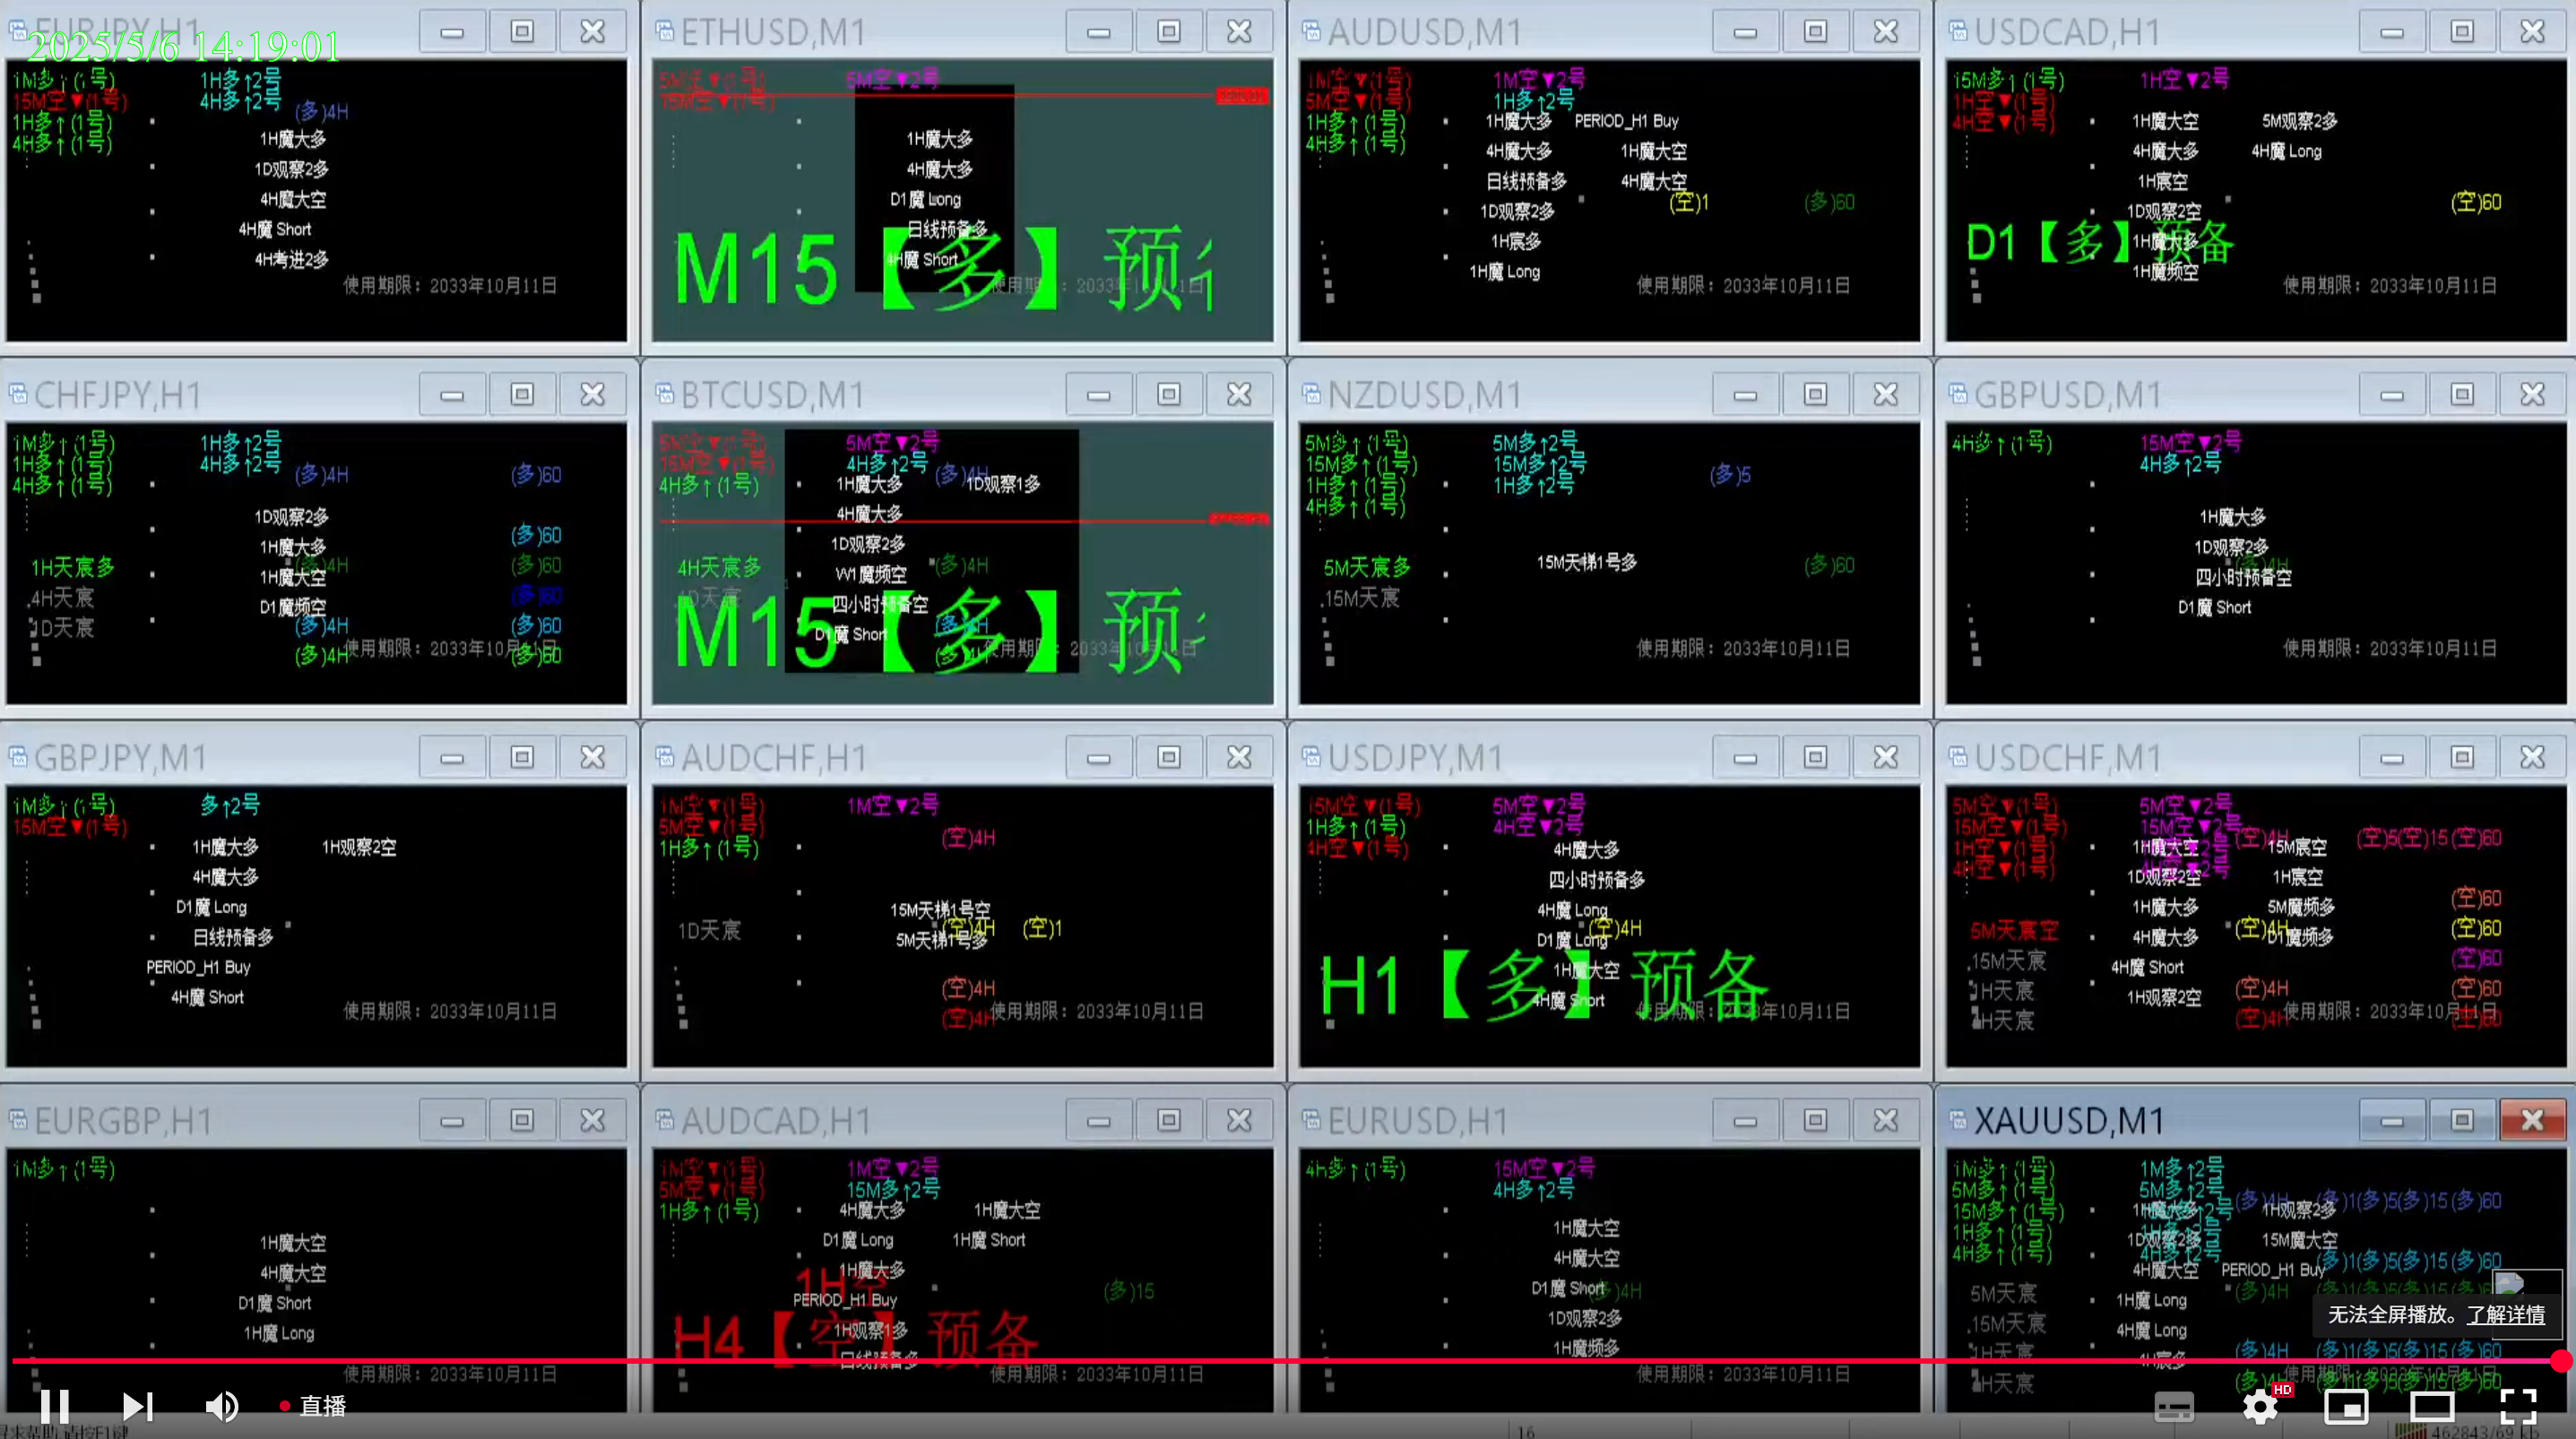 EURJPY,H1
2025/5/6 14:19:01
1M多↑(1号)
15M空▼(1号)
1H多↑(1号)
4H多↑(1号)
1H多↑2号
4H多↑2号
(多)4H
1H魔大多
1D观察2多
4H魔大空
4H魔 Short
4H考进2多
使用期限：2033年10月11日
ETHUSD,M1
5M空▼(1号)
15M空▼(1号)
5M空▼2号
1H魔大多
4H魔大多
D1魔 Long
日线预备多
4H魔 Short
M15【多】预
AUDUSD,M1
1M空▼(1号)
5M空▼(1号)
1H多↑(1号)
4H多↑(1号)
1M空▼2号
1H多↑2号
1H魔大多 PERIOD_H1 Buy
4H魔大多 1H魔大空
日线预备多 4H魔大空
(空)1 (多)60
1D观察2多
1H宸多
1H魔 Long
使用期限：2033年10月11日
USDCAD,H1
15M多↑(1号)
1H空▼(1号)
4H空▼(1号)
1H空▼2号
1H魔大空 5M观察2多
4H魔大多 4H魔 Long
1H宸空
(空)60
1D观察2空
1H魔大多
1H魔频空
D1【多】预备
使用期限：2033年10月11日
CHFJPY,H1
1M多↑(1号)
1H多↑(1号)
4H多↑(1号)
1H多↑2号
4H多↑2号
(多)4H (多)60
1D观察2多
(多)60
1H魔大多
1H天宸多 (多)4H (多)60
1H魔大空
.4H天宸 (多)60
D1魔频空
1D天宸 (多)4H (多)60
(多)4H (多)60
使用期限：2033年10月11日
BTCUSD,M1
5M空▼(1号)
15M空▼(1号)
4H多↑(1号)
5M空▼2号
4H多↑2号
(多)4H
1H魔大多 1D观察1多
4H魔大多
1D观察2多
4H天宸多 (多)4H
W1魔频空
1D天宸
四小时预备空
D1魔 Short
M15【多】预
NZDUSD,M1
5M多↑(1号)
15M多↑(1号)
1H多↑(1号)
4H多↑(1号)
5M多↑2号
15M多↑2号
1H多↑2号
(多)5
15M天梯1号多
5M天宸多 (多)60
.15M天宸
使用期限：2033年10月11日
GBPUSD,M1
4H多↑(1号)
15M空▼2号
4H多↑2号
1H魔大多
1D观察2多
(多)4H
四小时预备空
D1魔 Short
使用期限：2033年10月11日
GBPJPY,M1
1M多↑(1号)
15M空▼(1号)
多↑2号
1H魔大多 1H观察2空
4H魔大多
D1魔 Long
日线预备多
PERIOD_H1 Buy
4H魔 Short
使用期限：2033年10月11日
AUDCHF,H1
1M空▼(1号)
5M空▼(1号)
1H多↑(1号)
1M空▼2号
(空)4H
15M天梯1号空
1D天宸 (空)4H (空)1
5M天梯1号多
(空)4H
(空)4H
使用期限：2033年10月11日
USDJPY,M1
15M空▼(1号)
1H多↑(1号)
4H空▼(1号)
5M空▼2号
4H空▼2号
4H魔大多
四小时预备多
4H魔 Long
(空)4H
D1魔 Long
1H魔大空
4H魔 Short
H1【多】预备
使用期限：2033年10月11日
USDCHF,M1
5M空▼(1号)
15M空▼(1号)
1H空▼(1号)
4H空▼(1号)
5M空▼2号
15M空▼2号
4H空▼2号
(空)4H (空)5(空)15(空)60
1H魔大空 15M宸空
1D观察2空 1H宸空
(空)60
1H魔大多 5M魔频多
5M天宸空 (空)4H (空)60
4H魔大多 D1魔频多
.15M天宸 (空)60
4H魔 Short
1H天宸 (空)4H (空)60
1H观察2空
4H天宸 (空)4H (空)60
使用期限：2033年10月11日
EURGBP,H1
1M多↑(1号)
1H魔大空
4H魔大空
D1魔 Short
1H魔 Long
使用期限：2033年10月11日
AUDCAD,H1
1M空▼(1号)
5M空▼(1号)
1H多↑(1号)
1M空▼2号
15M多↑2号
4H魔大多 1H魔大空
D1魔 Long 1H魔 Short
1H魔大多
1H空
(多)15
PERIOD_H1 Buy
1H观察1多
日线预备多
H4【空】预备
使用期限：2033年10月11日
EURUSD,H1
4H多↑(1号)
15M空▼2号
4H多↑2号
1H魔大空
4H魔大空
D1魔 Short
(多)4H
1D观察2多
1H魔频多
使用期限：2033年10月11日
XAUUSD,M1
1M多↑(1号)
5M多↑(1号)
15M多↑(1号)
1H多↑(1号)
4H多↑(1号)
1M多↑2号
5M多↑2号
1H多↑2号
4H多↑2号
(多)4H (多)1(多)5(多)15(多)60
1H观察2多
1D观察2多 15M魔大空
(多)1(多)5(多)15(多)60
4H魔大空 PERIOD_H1 Buy
5M天宸 (多)4H
1H魔 Long
.15M天宸
4H魔 Long
1H天宸 (多)4H (多)1(多)5(多)15(多)60
4H天宸
无法全屏播放。了解详情
直播
HD
16